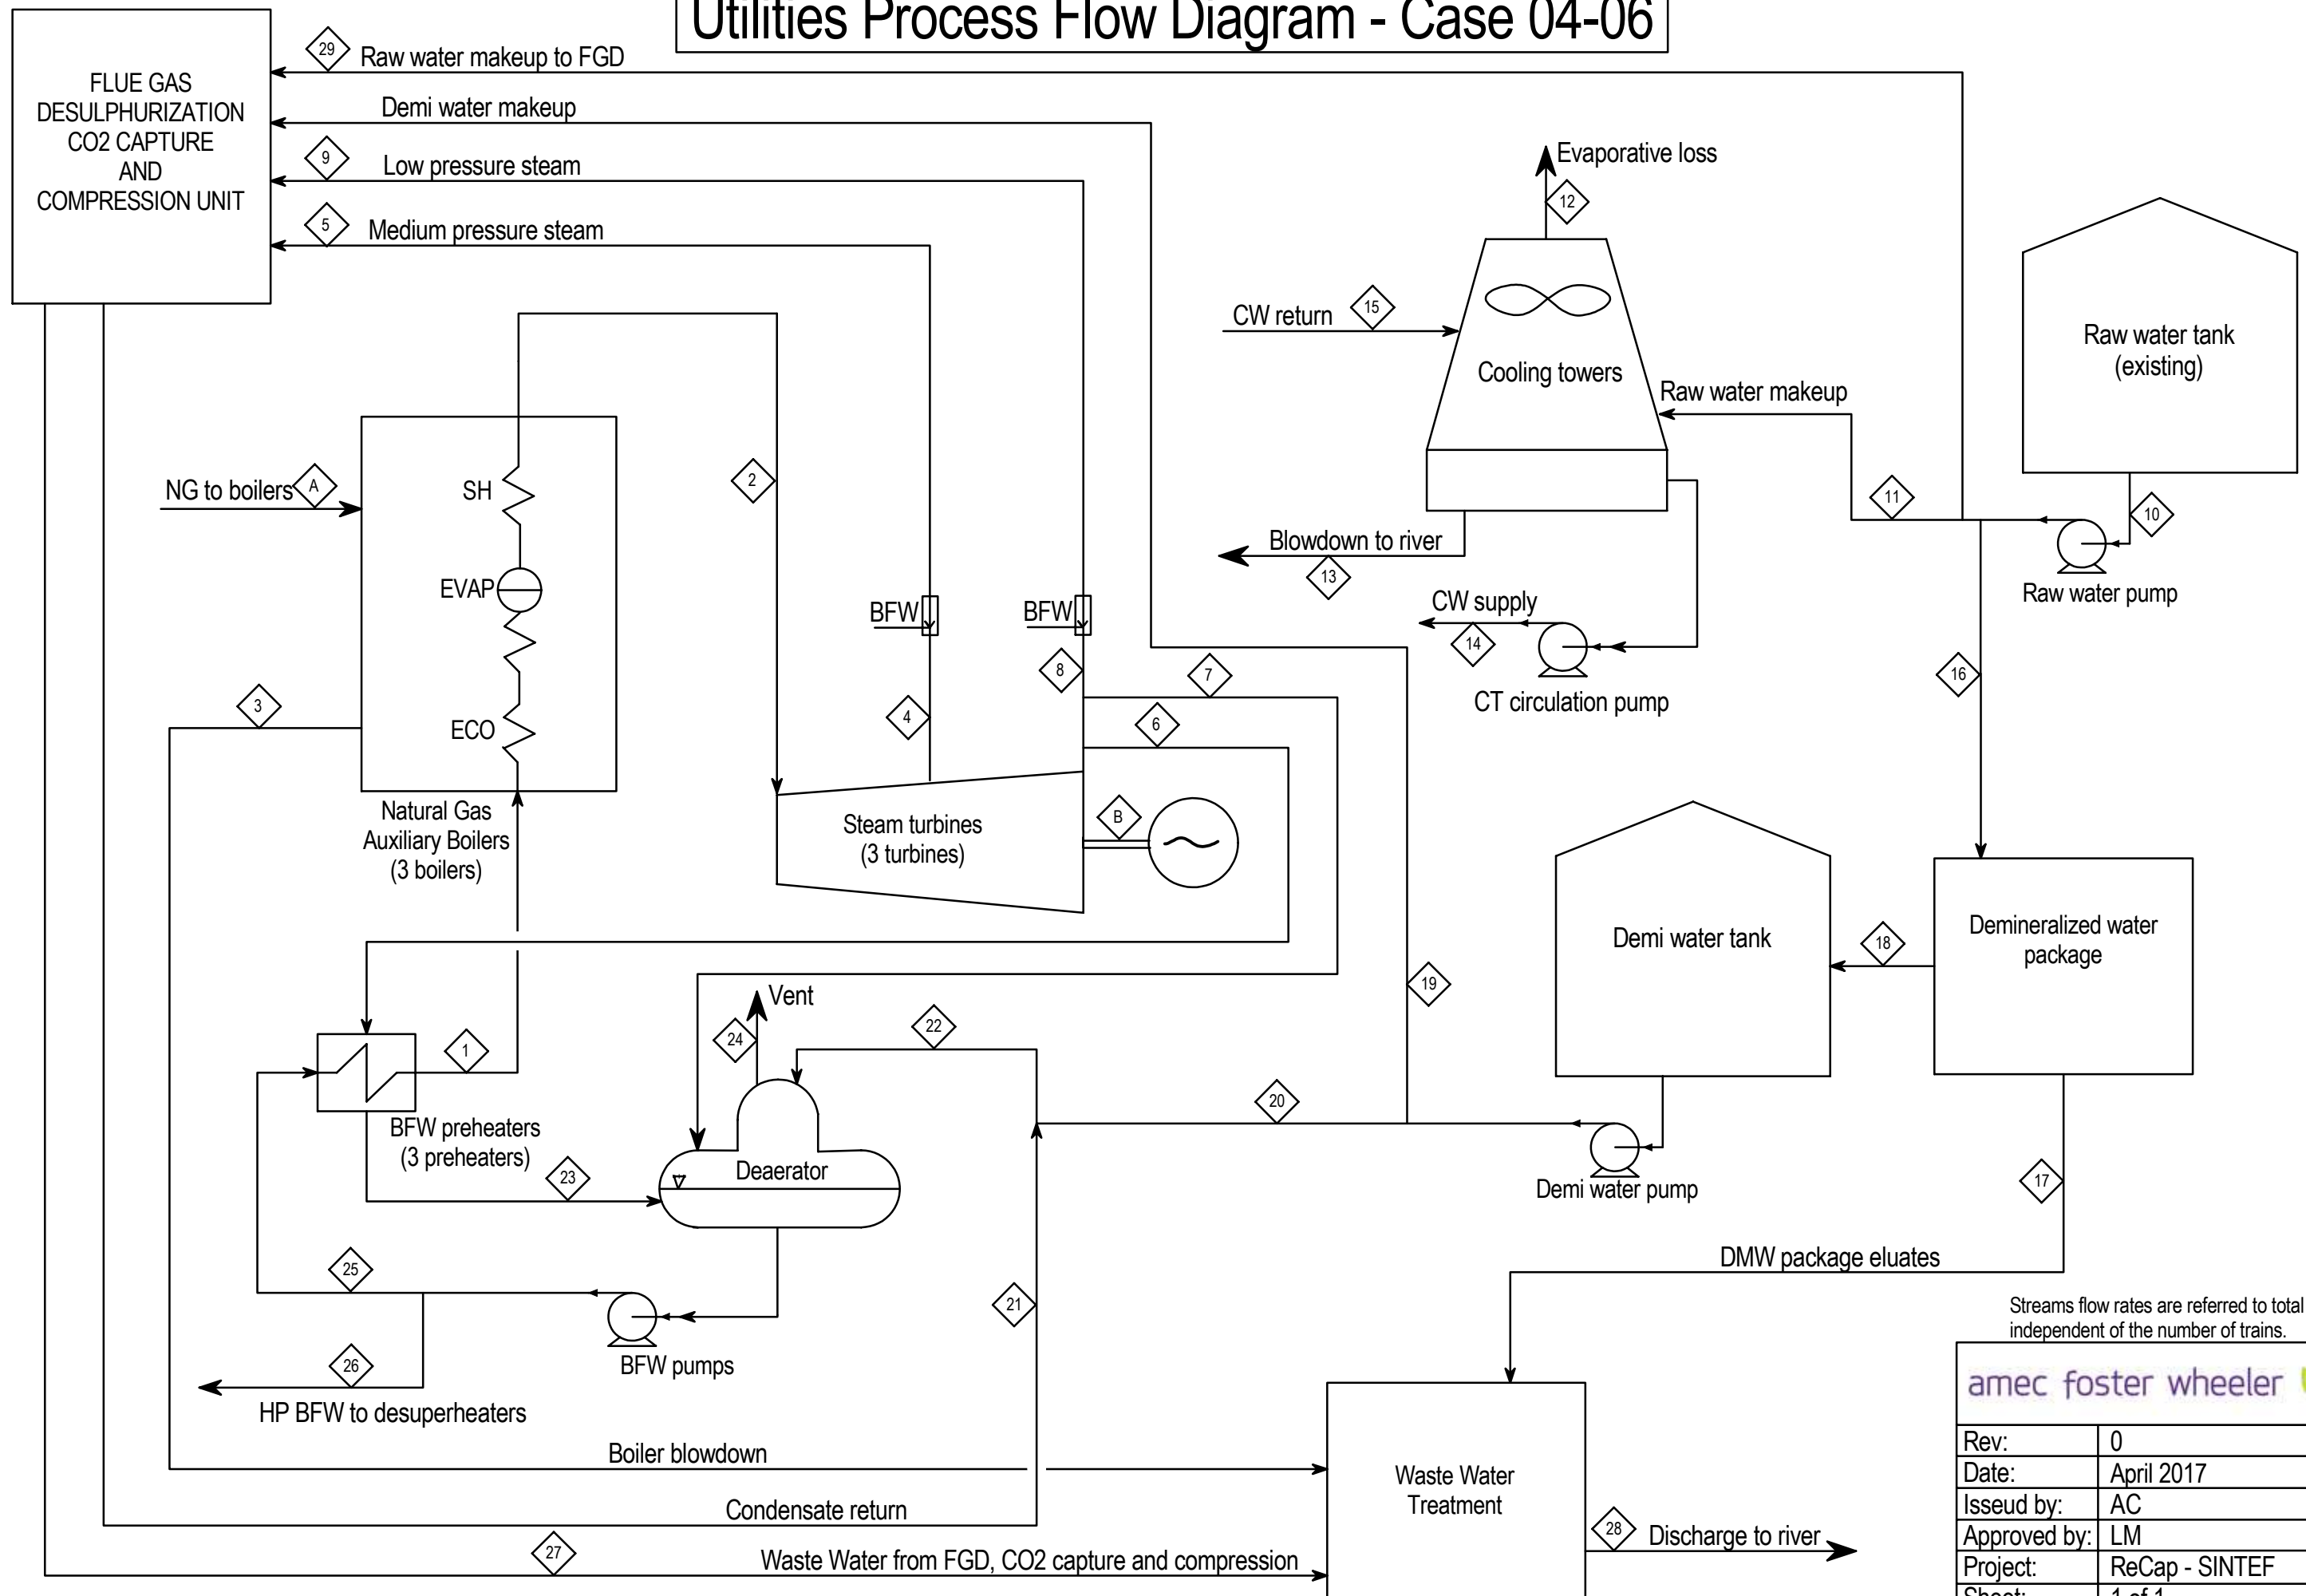 Utilities Process Flow Diagram - Case 04-06
FLUE GAS
DESULPHURIZATION
CO2 CAPTURE
AND
COMPRESSION UNIT
29
Raw water makeup to FGD
Demi water makeup
9
Low pressure steam
5
Medium pressure steam
Evaporative loss
12
CW return
15
Cooling towers
Raw water makeup
Raw water tank
(existing)
11
10
Raw water pump
Blowdown to river
13
CW supply
14
CT circulation pump
NG to boilers
A
SH
EVAP
ECO
2
3
BFW
BFW
8
7
4
6
16
Natural Gas
Auxiliary Boilers
(3 boilers)
Steam turbines
(3 turbines)
B
Demi water tank
18
Demineralized water
package
19
Vent
24
22
1
BFW preheaters
(3 preheaters)
23
Deaerator
20
Demi water pump
17
DMW package eluates
25
21
BFW pumps
26
HP BFW to desuperheaters
Boiler blowdown
Condensate return
27
Waste Water from FGD, CO2 capture and compression
Waste Water
Treatment
28
Discharge to river
Streams flow rates are referred to total
independent of the number of trains.
amec foster wheeler
Rev: 0
Date: April 2017
Isseud by: AC
Approved by: LM
Project: ReCap - SINTEF
Sheet: 1 of 1